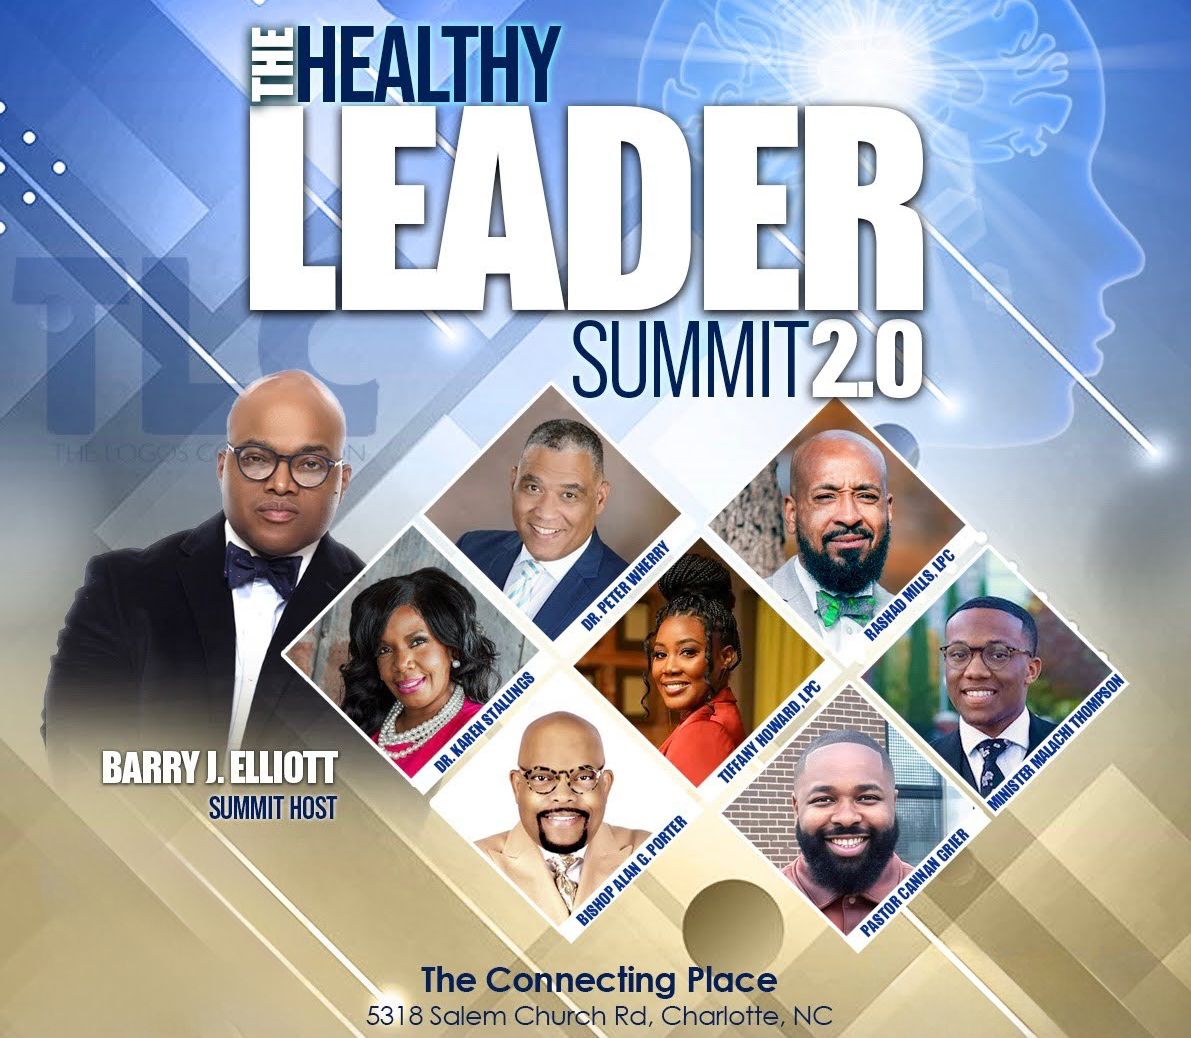 THE HEALTHY
LEADER
SUMMIT 2.0
TLC
THE LOGOS
BARRY J. ELLIOTT
SUMMIT HOST
DR. PETER WHERRY
RASHAD MILLS, LPC
DR. KAREN STALLINGS
TIFFANY HOWARD, LPC
MINISTER MALACHI THOMPSON
BISHOP ALAN G. PORTER
PASTOR CANNAN GRIER
The Connecting Place
5318 Salem Church Rd, Charlotte, NC